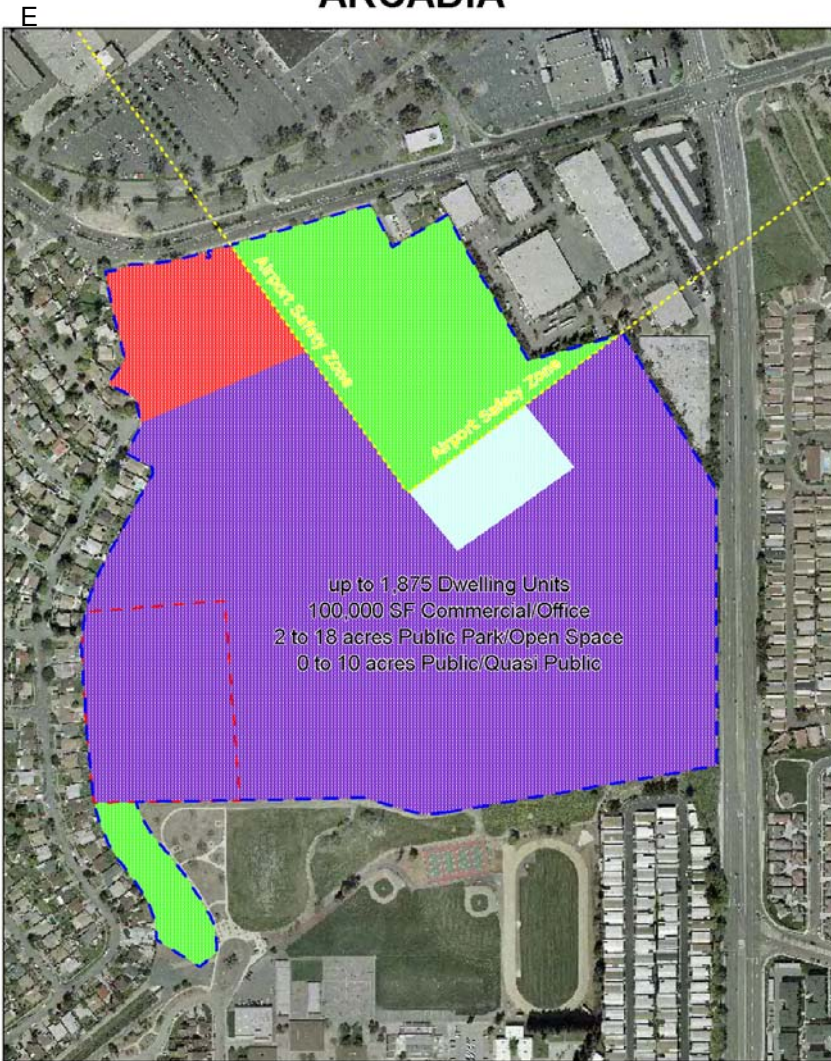 ARCADIA
E
Airport Safety Zone
Airport Safety Zone
up to 1,875 Dwelling Units
100,000 SF Commercial/Office
2 to 18 acres Public Park/Open Space
0 to 10 acres Public/Quasi Public